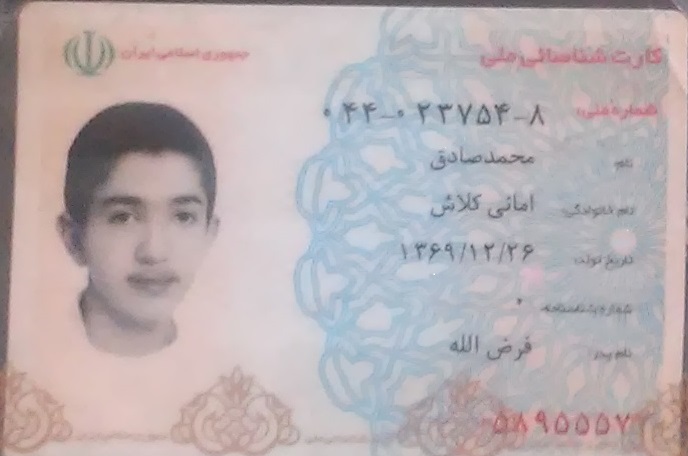 کارت شناسائی ملی
جمهوری اسلامی ایران
شماره ملی: ۰۴۴-۰۲۳۷۵۴-۸
نام محمدصادق
نام خانوادگی امانی کلاش
تاریخ تولد ۱۳۶۹/۱۲/۲۶
شماره شناسنامه ۰
نام پدر فرض الله
۵۸۹۵۵۵۷